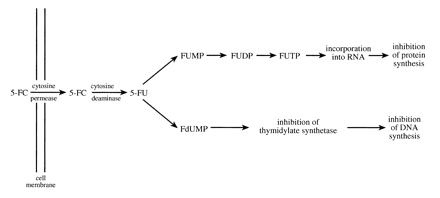 incorporation
inhibition
FUMP FUDP FUTP into RNA of protein
synthesis
cytosine cytosine
5-FC 5-FC 5-FU
permease deaminase
inhibition of inhibition
FdUMP thymidylate synthetase of DNA
synthesis
cell
membrane